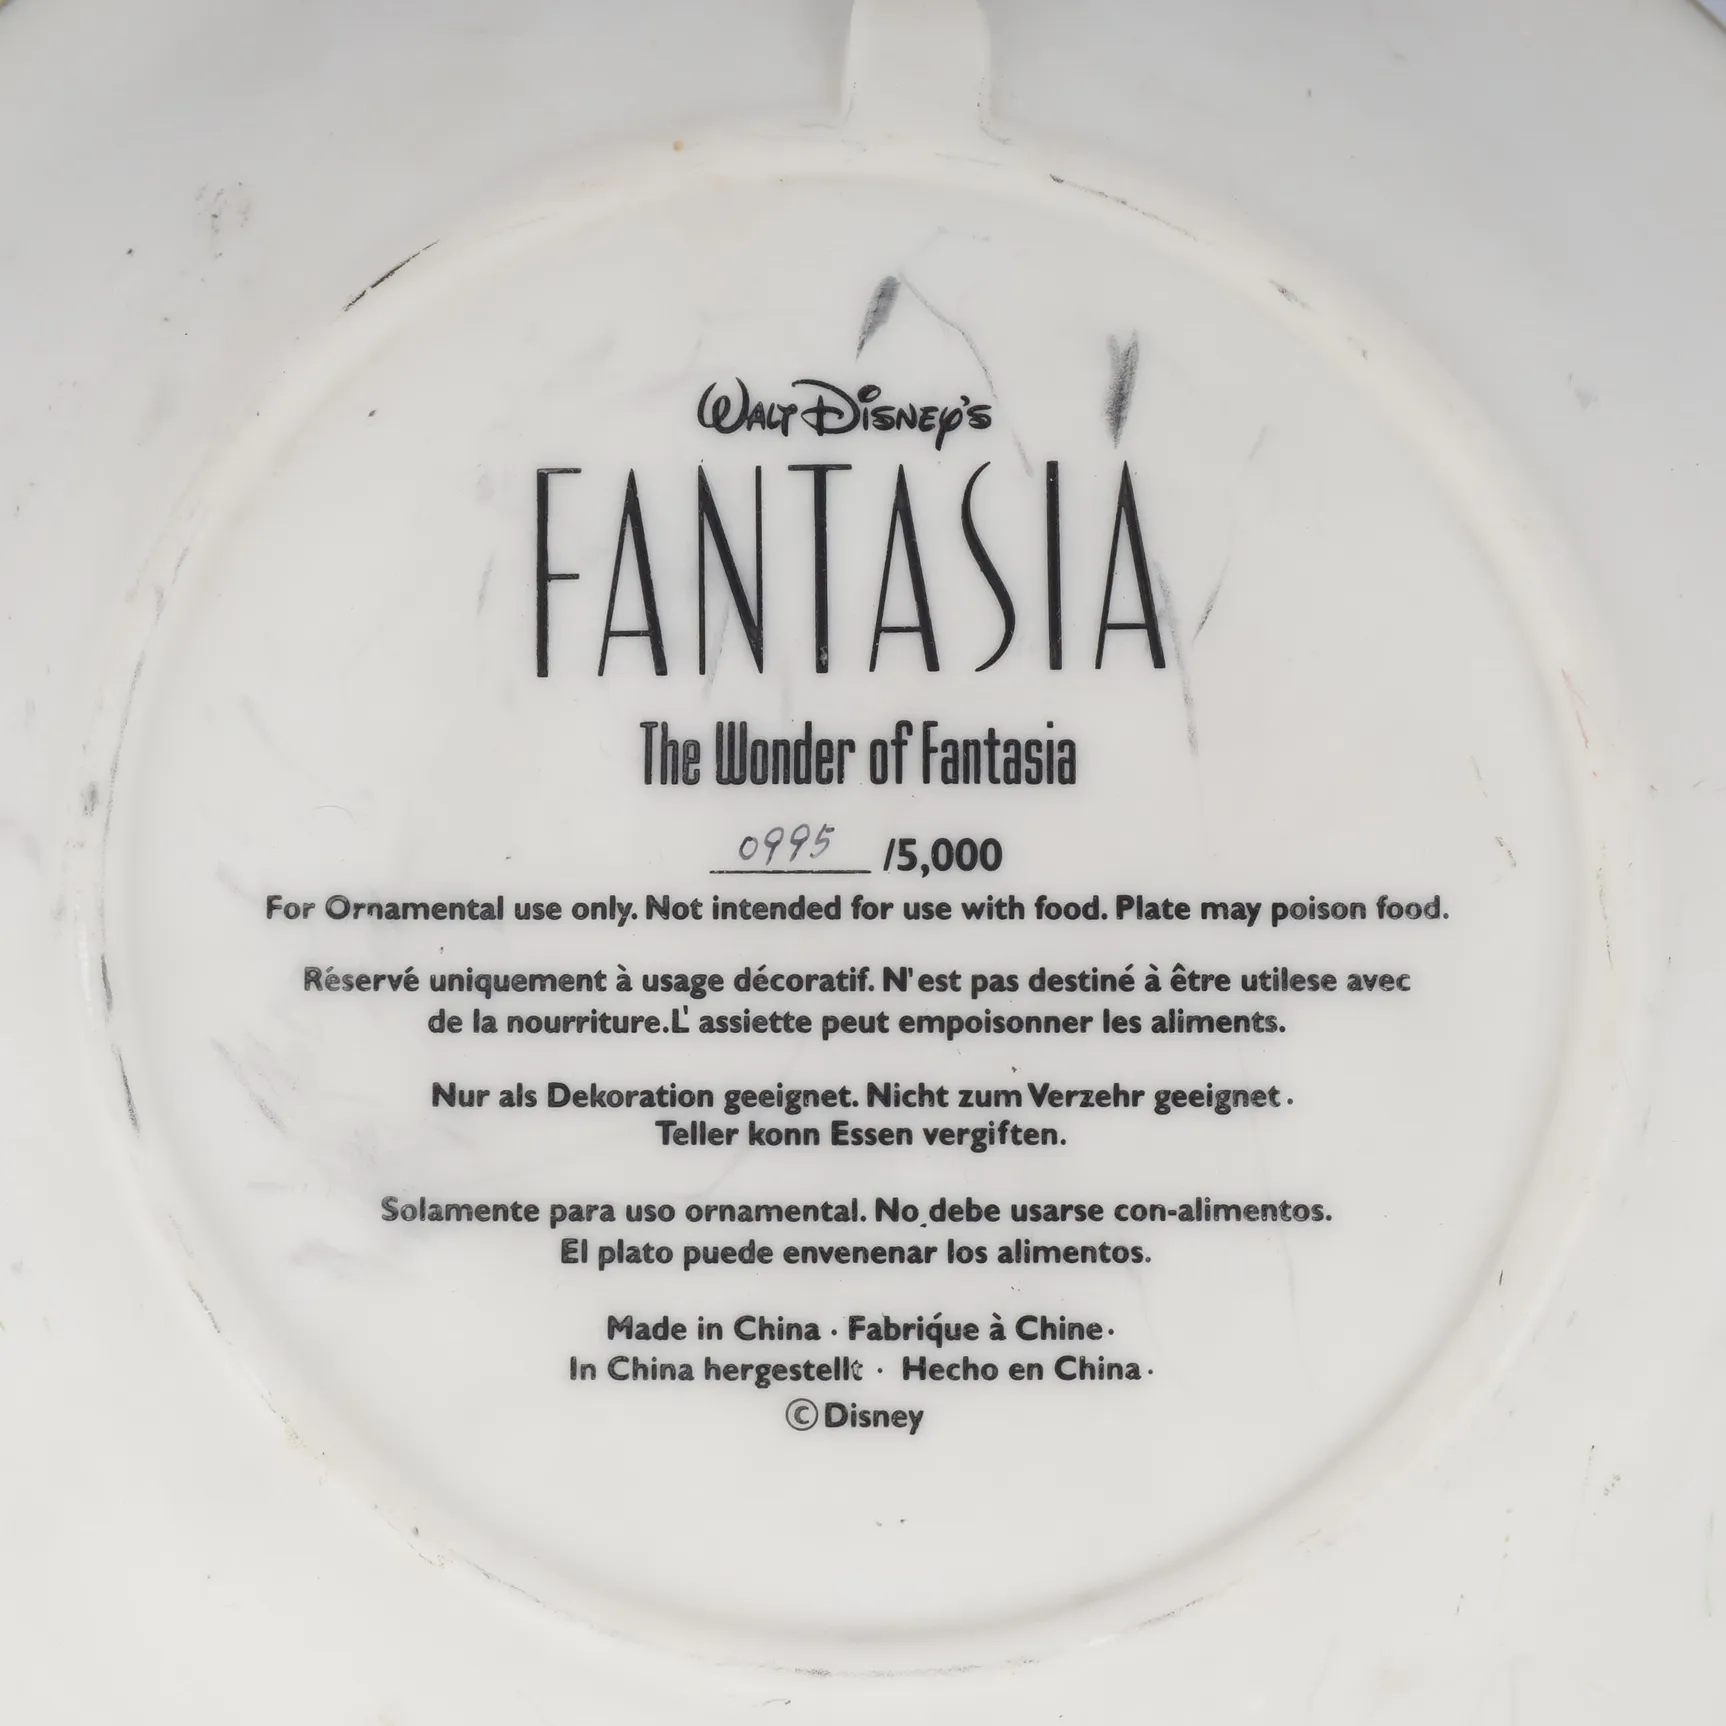 WALT DISNEY'S
FANTASIA
The Wonder of Fantasia
0995 /5,000
For Ornamental use only. Not intended for use with food. Plate may poison food.
Réservé uniquement à usage décoratif. N'est pas destiné à être utilese avec
de la nourriture.L' assiette peut empoisonner les aliments.
Nur als Dekoration geeignet. Nicht zum Verzehr geeignet.
Teller konn Essen vergiften.
Solamente para uso ornamental. No debe usarse con-alimentos.
El plato puede envenenar los alimentos.
Made in China · Fabriq́ue à Chine·
In China hergestellt · Hecho en China·
©Disney